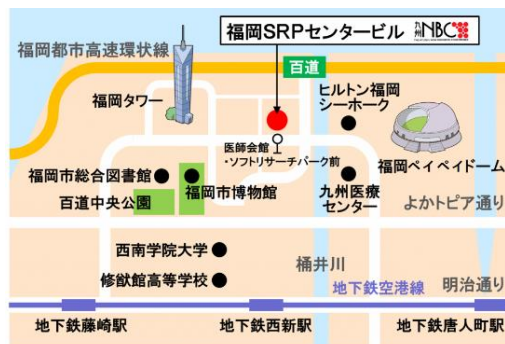 福岡SRPセンタービル 九州NBC
福岡都市高速環状線
百道
福岡タワー
ヒルトン福岡
シーホーク
医師会館
・ソフトリサーチパーク前
福岡ペイペイドーム
福岡市総合図書館
福岡市博物館
九州医療
センター
百道中央公園
よかトピア通り
西南学院大学
樋井川
修猷館高等学校
地下鉄空港線
明治通り
地下鉄藤崎駅
地下鉄西新駅
地下鉄唐人町駅